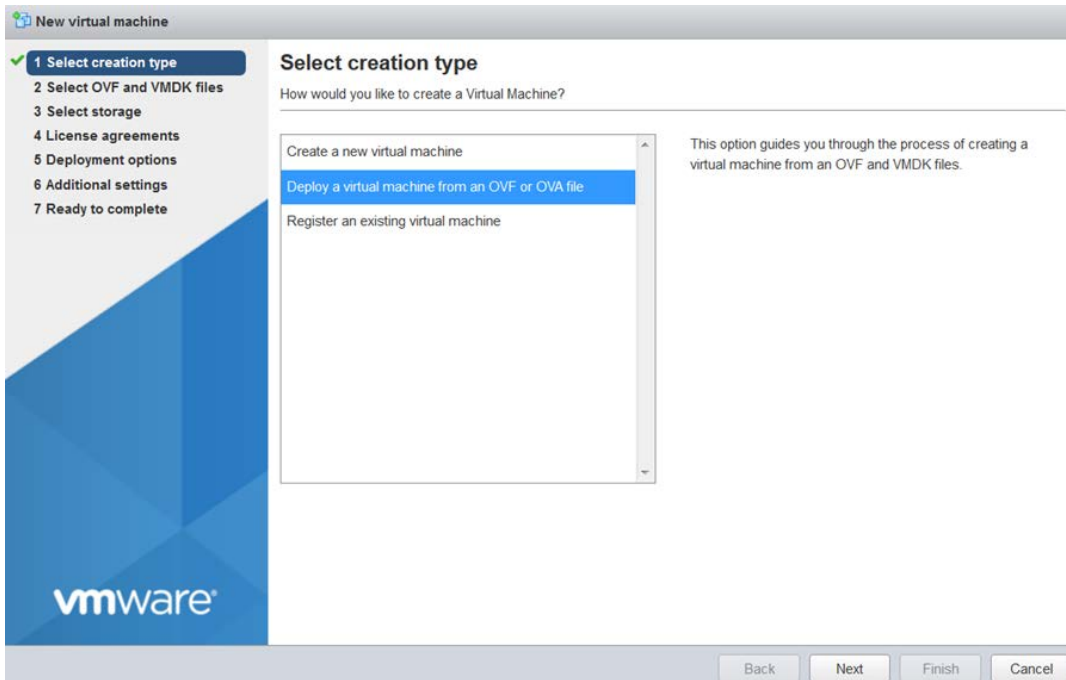 New virtual machine
1 Select creation type
2 Select OVF and VMDK files
3 Select storage
4 License agreements
5 Deployment options
6 Additional settings
7 Ready to complete
vmware®
Select creation type
How would you like to create a Virtual Machine?
Create a new virtual machine
Deploy a virtual machine from an OVF or OVA file
Register an existing virtual machine
This option guides you through the process of creating a
virtual machine from an OVF and VMDK files.
Back Next Finish Cancel